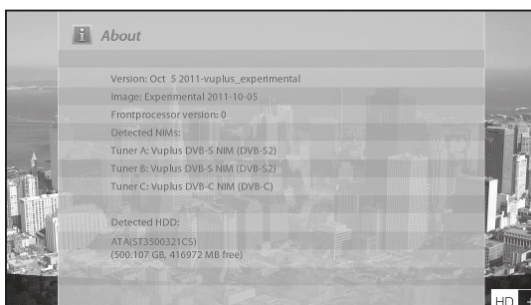 About
Version: Oct 5 2011-vuplus_experimental
Image: Experimental 2011-10-05
Frontprocessor version: 0
Detected NIMs:
Tuner A: Vuplus DVB-S NIM (DVB-S2)
Tuner B: Vuplus DVB-S NIM (DVB-S2)
Tuner C: Vuplus DVB-C NIM (DVB-C)
Detected HDD:
ATA(ST3500321CS)
(500.107 GB, 416972 MB free)
HD